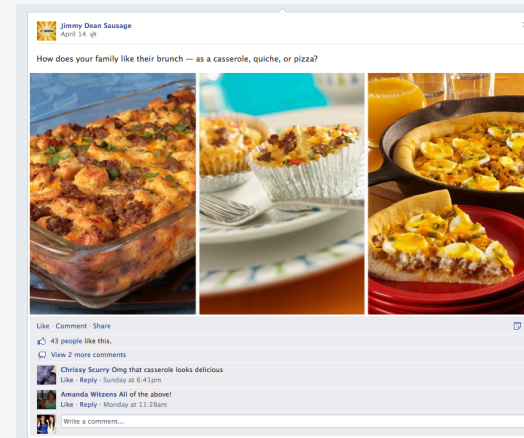 Jimmy Dean Sausage
April 14
How does your family like their brunch — as a casserole, quiche, or pizza?
Like · Comment · Share
43 people like this.
View 2 more comments
Chrissy Scurry Omg that casserole looks delicious
Like · Reply · Sunday at 6:41pm
Amanda Witzens All of the above!
Like · Reply · Monday at 11:28am
Write a comment...